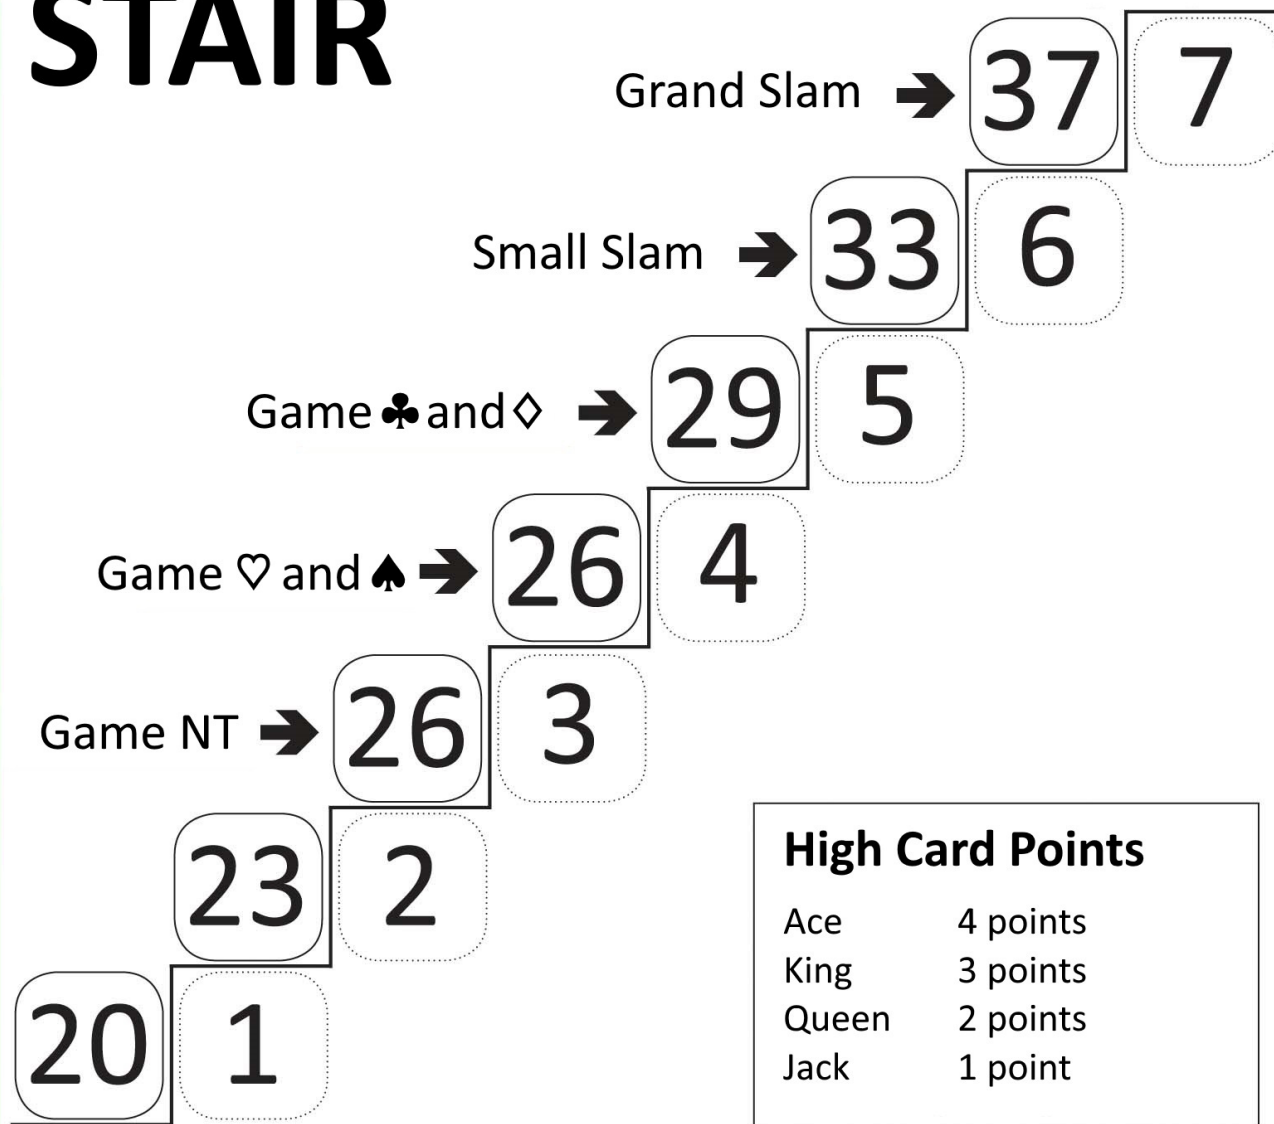 STAIR
Grand Slam ➔ 37 7
Small Slam ➔ 33 6
Game ♣ and ♢ ➔ 29 5
Game ♡ and ♠ ➔ 26 4
Game NT ➔ 26 3
23 2
20 1
High Card Points
Ace 4 points
King 3 points
Queen 2 points
Jack 1 point